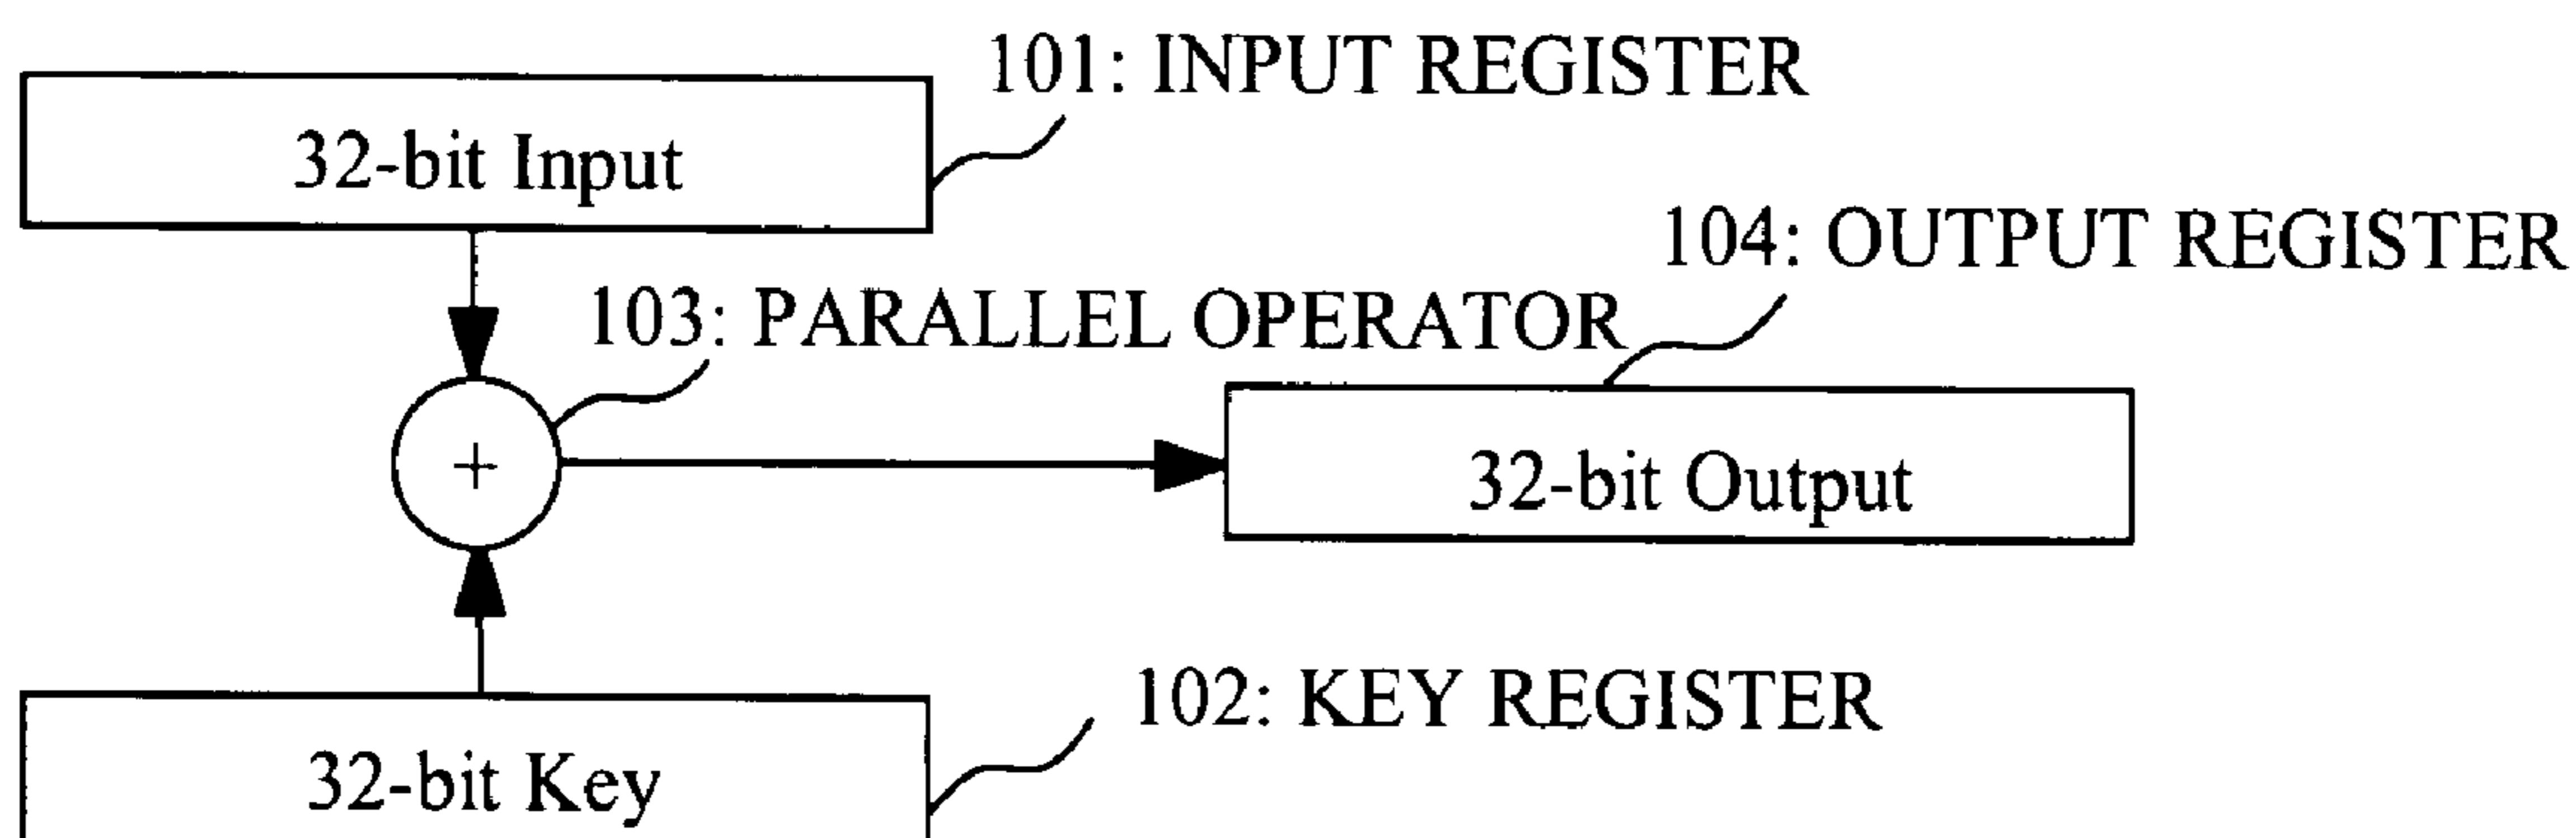 101: INPUT REGISTER
32-bit Input
104: OUTPUT REGISTER
103: PARALLEL OPERATOR
+
32-bit Output
102: KEY REGISTER
32-bit Key